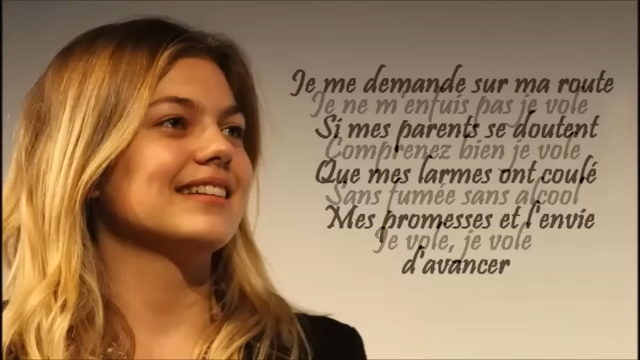 Je me demande sur ma route
Je ne m'enfuis pas je vole
Si mes parents se doutent
Comprenez bien je vole
Que mes larmes ont coulé
Sans fumée sans alcool
Mes promesses et l'envie
Je vole, je vole
d'avancer